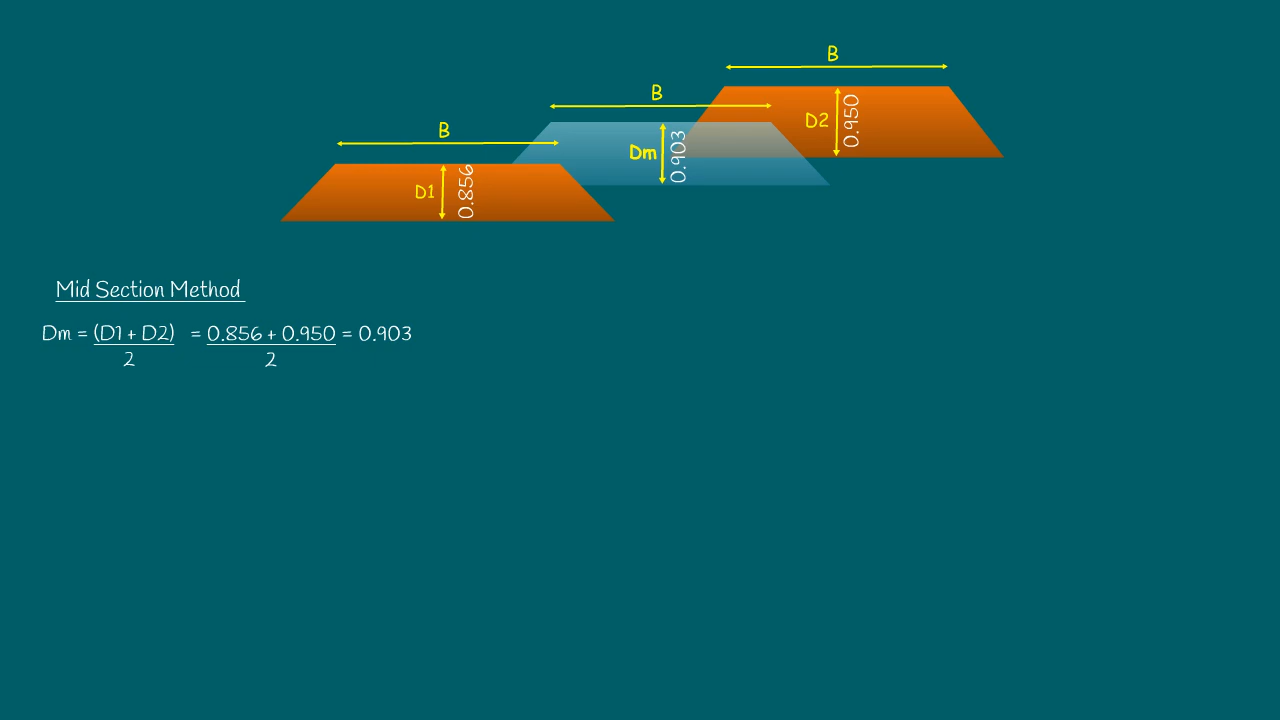 B
D2 0.950
B
Dm 0.903
B
D1 0.856
Mid Section Method
Dm = (D1 + D2) = 0.856 + 0.950 = 0.903
2 2